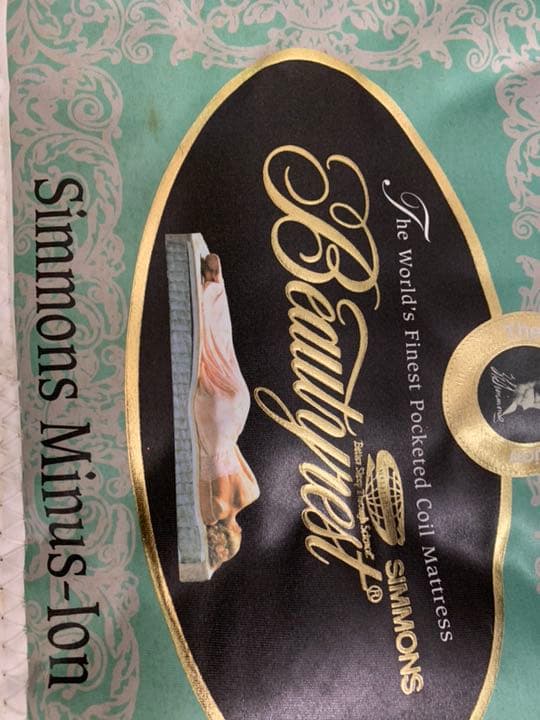 The World's Finest Pocketed Coil Mattress
SIMMONS
Better Sleep Through Science
Beautyrest®
Simmons Minus-Ion